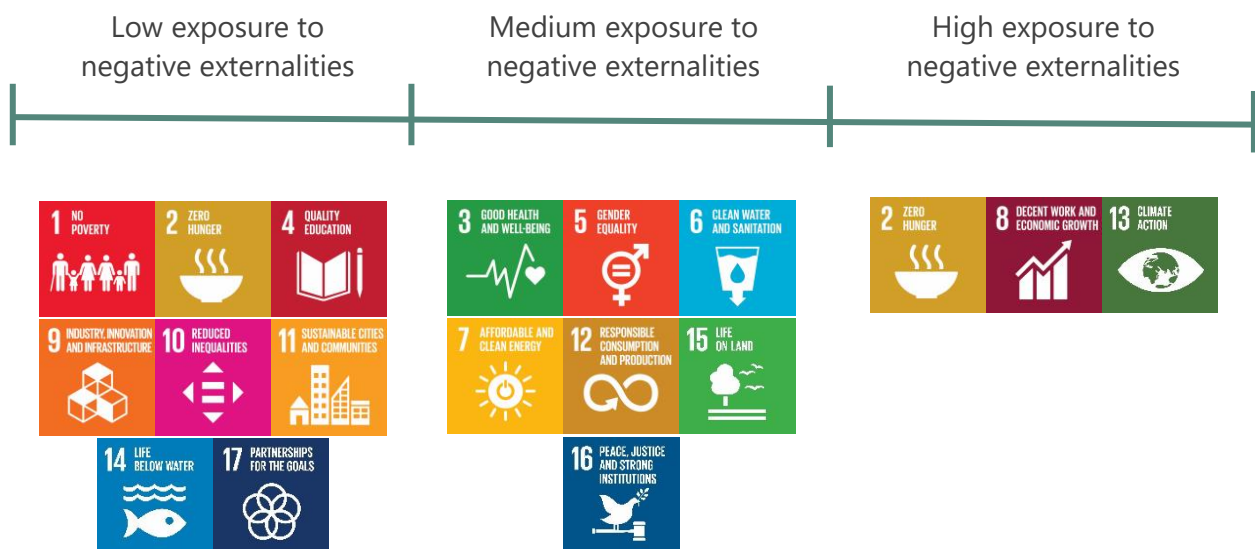 Low exposure to
negative externalities
Medium exposure to
negative externalities
High exposure to
negative externalities
1 NO
POVERTY
2 ZERO
HUNGER
4 QUALITY
EDUCATION
9 INDUSTRY, INNOVATION
AND INFRASTRUCTURE
10 REDUCED
INEQUALITIES
11 SUSTAINABLE CITIES
AND COMMUNITIES
14 LIFE
BELOW WATER
17 PARTNERSHIPS
FOR THE GOALS
3 GOOD HEALTH
AND WELL-BEING
5 GENDER
EQUALITY
6 CLEAN WATER
AND SANITATION
7 AFFORDABLE AND
CLEAN ENERGY
12 RESPONSIBLE
CONSUMPTION
AND PRODUCTION
15 LIFE
ON LAND
16 PEACE, JUSTICE
AND STRONG
INSTITUTIONS
2 ZERO
HUNGER
8 DECENT WORK AND
ECONOMIC GROWTH
13 CLIMATE
ACTION